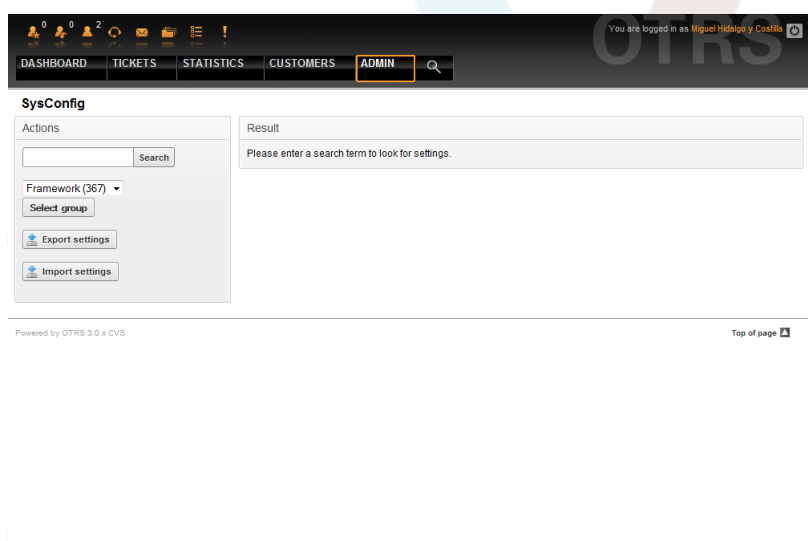 0 0 2
You are logged in as Miguel Hidalgo y Costilla
OTRS
DASHBOARD TICKETS STATISTICS CUSTOMERS ADMIN
SysConfig
Actions
Search
Framework (367)
Select group
Export settings
Import settings
Result
Please enter a search term to look for settings.
Powered by OTRS 3.0.x CVS
Top of page